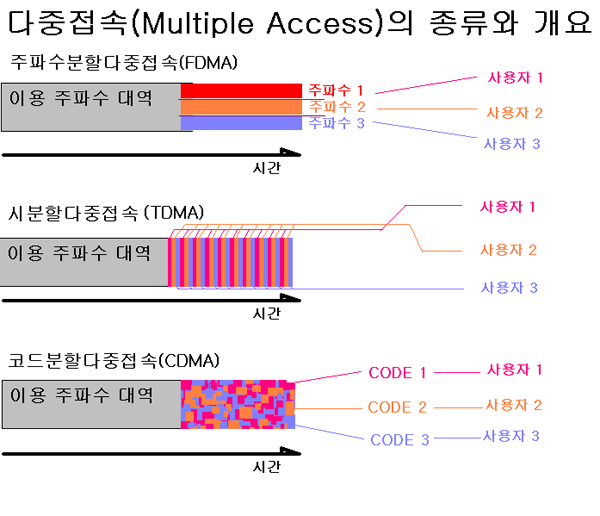 다중접속(Multiple Access)의 종류와 개요
주파수분할다중접속(FDMA)
이용 주파수 대역
주파수 1
주파수 2
주파수 3
사용자 1
사용자 2
사용자 3
시간
시분할다중접속 (TDMA)
이용 주파수 대역
사용자 1
사용자 2
사용자 3
시간
코드분할다중접속(CDMA)
이용 주파수 대역
CODE 1
사용자 1
CODE 2
사용자 2
CODE 3
사용자 3
시간